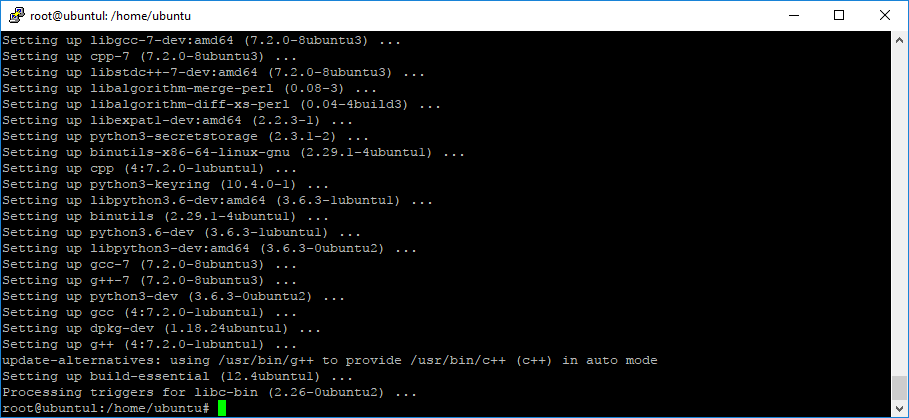 root@ubuntul: /home/ubuntu
Setting up libgcc-7-dev:amd64 (7.2.0-8ubuntu3) ...
Setting up cpp-7 (7.2.0-8ubuntu3) ...
Setting up libstdc++-7-dev:amd64 (7.2.0-8ubuntu3) ...
Setting up libalgorithm-merge-perl (0.08-3) ...
Setting up libalgorithm-diff-xs-perl (0.04-4build3) ...
Setting up libexpat1-dev:amd64 (2.2.3-1) ...
Setting up python3-secretstorage (2.3.1-2) ...
Setting up binutils-x86-64-linux-gnu (2.29.1-4ubuntu1) ...
Setting up cpp (4:7.2.0-1ubuntu1) ...
Setting up python3-keyring (10.4.0-1) ...
Setting up libpython3.6-dev:amd64 (3.6.3-1ubuntu1) ...
Setting up binutils (2.29.1-4ubuntu1) ...
Setting up python3.6-dev (3.6.3-1ubuntu1) ...
Setting up libpython3-dev:amd64 (3.6.3-0ubuntu2) ...
Setting up gcc-7 (7.2.0-8ubuntu3) ...
Setting up g++-7 (7.2.0-8ubuntu3) ...
Setting up python3-dev (3.6.3-0ubuntu2) ...
Setting up gcc (4:7.2.0-1ubuntu1) ...
Setting up dpkg-dev (1.18.24ubuntu1) ...
Setting up g++ (4:7.2.0-1ubuntu1) ...
update-alternatives: using /usr/bin/g++ to provide /usr/bin/c++ (c++) in auto mode
Setting up build-essential (12.4ubuntu1) ...
Processing triggers for libc-bin (2.26-0ubuntu2) ...
root@ubuntul:/home/ubuntu#